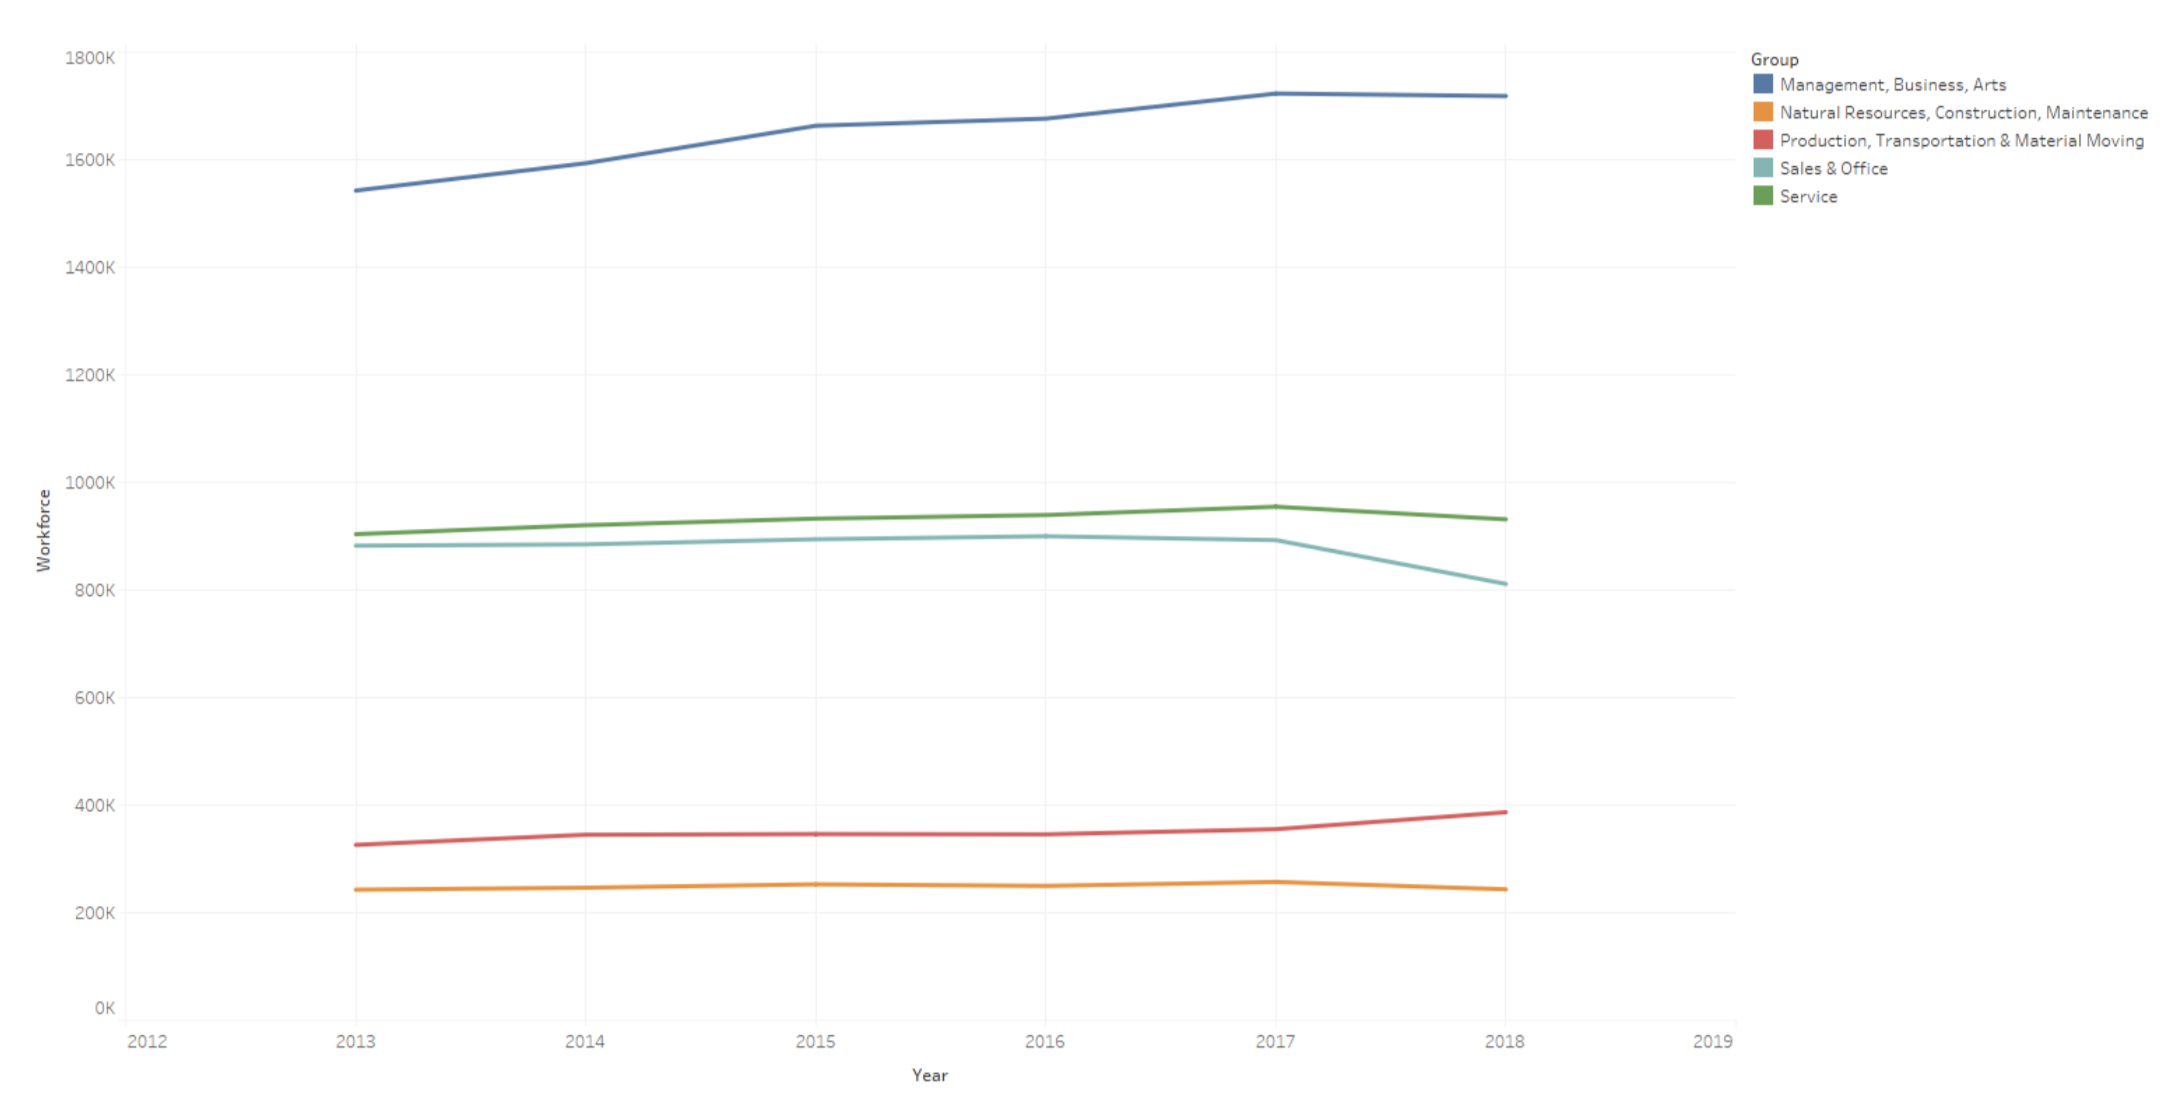 1800K
1600K
1400K
1200K
1000K
800K
600K
400K
200K
0K
Workforce
2012 2013 2014 2015 2016 2017 2018 2019
Year
Group
Management, Business, Arts
Natural Resources, Construction, Maintenance
Production, Transportation & Material Moving
Sales & Office
Service